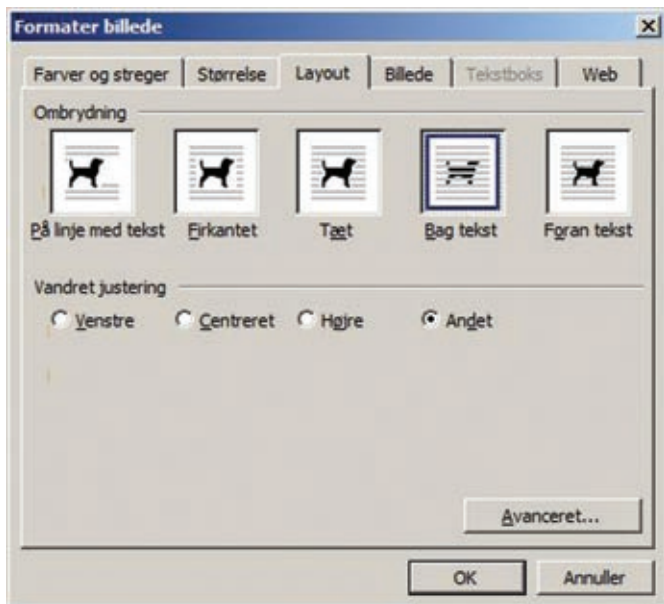 Formater billede
Farver og streger Størrelse Layout Billede Tekstboks Web
Ombrydning
På linje med tekst Firkantet Tæt Bag tekst Foran tekst
Vandret justering
Venstre Centreret Højre Andet
Avanceret...
OK Annuller